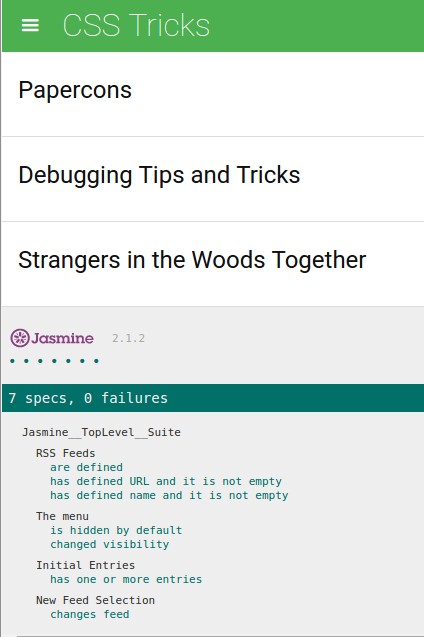 CSS Tricks
Papercons
Debugging Tips and Tricks
Strangers in the Woods Together
Jasmine 2.1.2
7 specs, 0 failures
Jasmine__TopLevel__Suite
RSS Feeds
are defined
has defined URL and it is not empty
has defined name and it is not empty
The menu
is hidden by default
changed visibility
Initial Entries
has one or more entries
New Feed Selection
changes feed